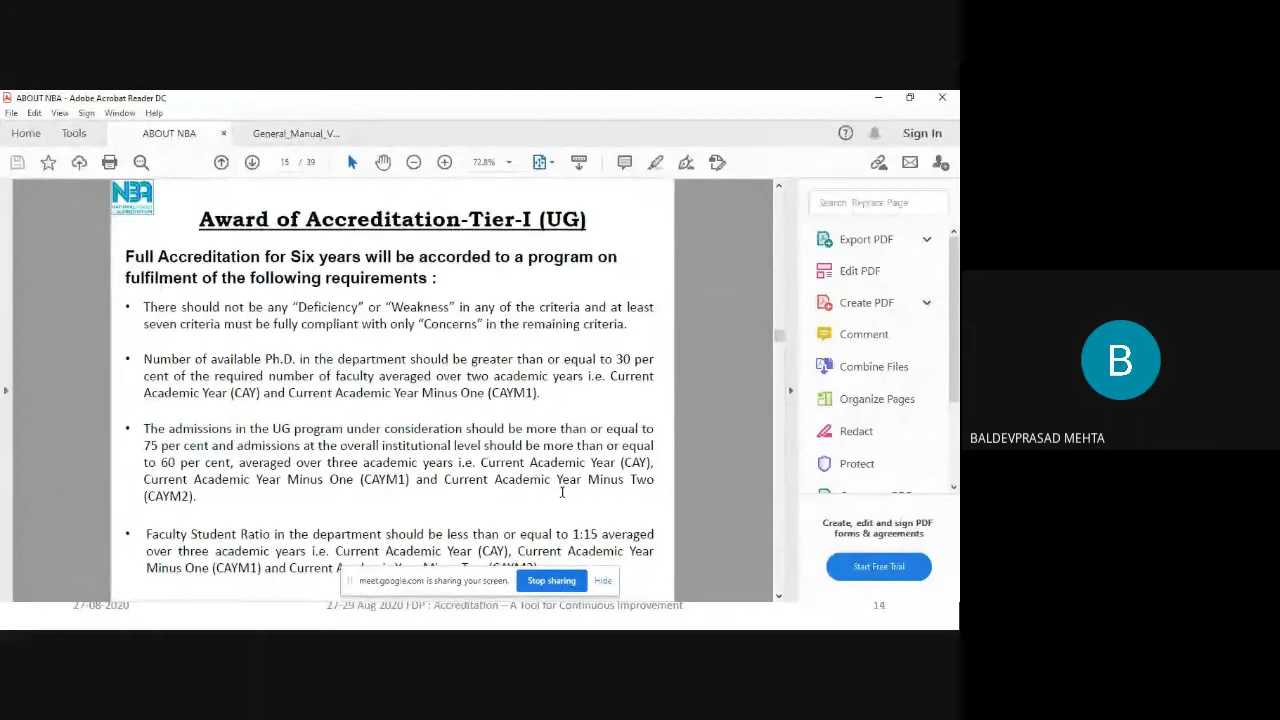 ABOUT NBA - Adobe Acrobat Reader DC
File Edit View Sign Window Help
Home Tools ABOUT NBA × General_Manual_V... Sign In
15 / 39 72.8%
NBA
Award of Accreditation-Tier-I (UG)
Full Accreditation for Six years will be accorded to a program on
fulfilment of the following requirements :
• There should not be any “Deficiency” or “Weakness” in any of the criteria and at least
seven criteria must be fully compliant with only “Concerns” in the remaining criteria.
• Number of available Ph.D. in the department should be greater than or equal to 30 per
cent of the required number of faculty averaged over two academic years i.e. Current
Academic Year (CAY) and Current Academic Year Minus One (CAYM1).
• The admissions in the UG program under consideration should be more than or equal to
75 per cent and admissions at the overall institutional level should be more than or equal
to 60 per cent, averaged over three academic years i.e. Current Academic Year (CAY),
Current Academic Year Minus One (CAYM1) and Current Academic Year Minus Two
(CAYM2).
• Faculty Student Ratio in the department should be less than or equal to 1:15 averaged
over three academic years i.e. Current Academic Year (CAY), Current Academic Year
Minus One (CAYM1) and
meet.google.com is sharing your screen. Stop sharing Hide
27-08-2020 27-29 Aug 2020 FDP : Accreditation – A Tool for Continuous Improvement 14
Search 'Replace Page'
Export PDF
Edit PDF
Create PDF
Comment
Combine Files
Organize Pages
Redact
Protect
Create, edit and sign PDF
forms & agreements
Start Free Trial
B
BALDEVPRASAD MEHTA